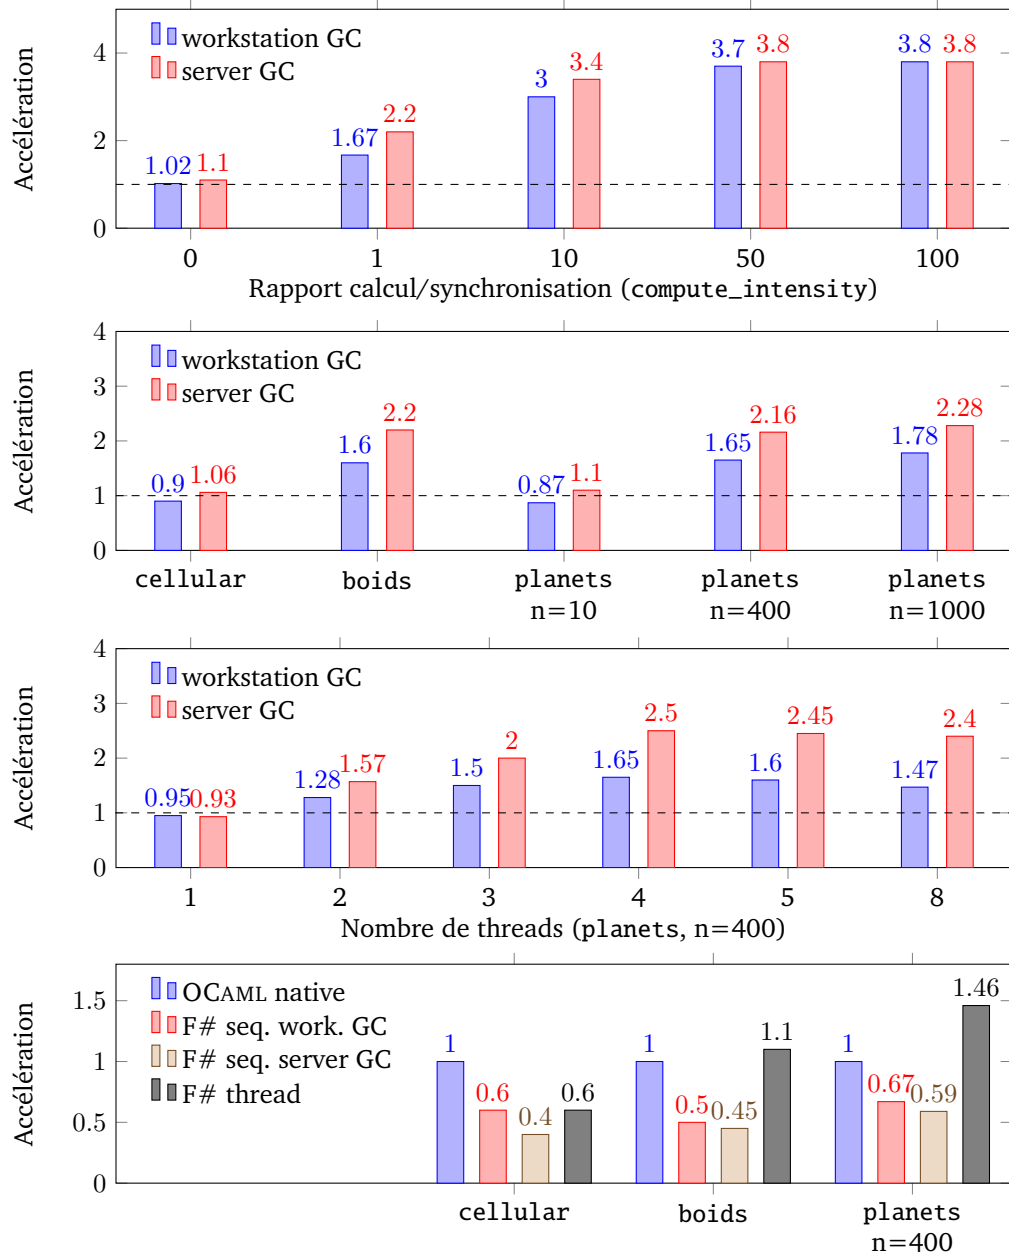 Accélération
4
2
0
workstation GC
server GC
1.02 1.1 1.67 2.2 3 3.4 3.7 3.8 3.8 3.8
0 1 10 50 100
Rapport calcul/synchronisation (compute_intensity)
Accélération
4
3
2
1
0
workstation GC
server GC
0.9 1.06 1.6 2.2 0.87 1.1 1.65 2.16 1.78 2.28
cellular boids planets planets planets
n=10 n=400 n=1000
Accélération
4
3
2
1
0
workstation GC
server GC
0.95 0.93 1.28 1.57 1.5 2 1.65 2.5 1.6 2.45 1.47 2.4
1 2 3 4 5 8
Nombre de threads (planets, n=400)
Accélération
1.5
1
0.5
0
OCAML native
F# seq. work. GC
F# seq. server GC
F# thread
1 0.6 0.4 0.6 1 0.5 0.45 1.1 1 0.67 0.59 1.46
cellular boids planets
n=400